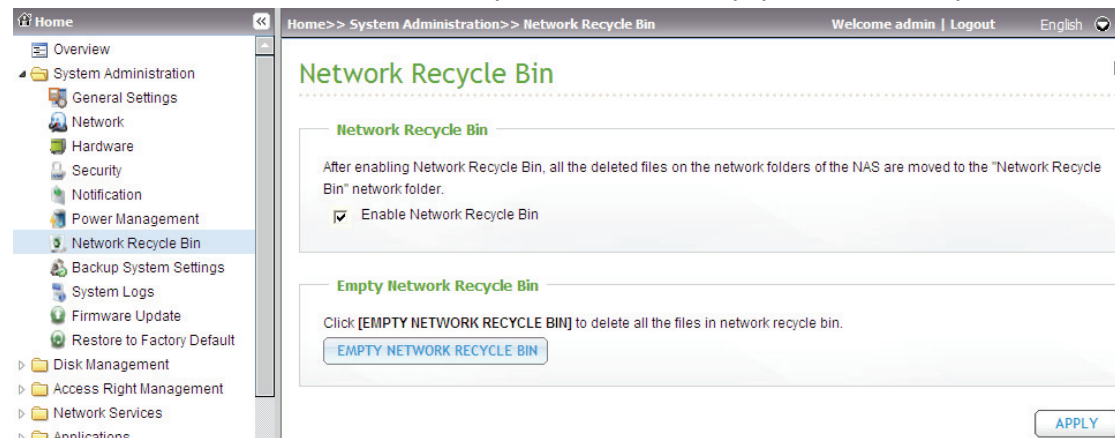 Home
Home>> System Administration>> Network Recycle Bin
Welcome admin | Logout
English
Overview
System Administration
General Settings
Network
Hardware
Security
Notification
Power Management
Network Recycle Bin
Backup System Settings
System Logs
Firmware Update
Restore to Factory Default
Disk Management
Access Right Management
Network Services
Applications
Network Recycle Bin
Network Recycle Bin
After enabling Network Recycle Bin, all the deleted files on the network folders of the NAS are moved to the "Network Recycle
Bin" network folder.
Enable Network Recycle Bin
Empty Network Recycle Bin
Click [EMPTY NETWORK RECYCLE BIN] to delete all the files in network recycle bin.
EMPTY NETWORK RECYCLE BIN
APPLY